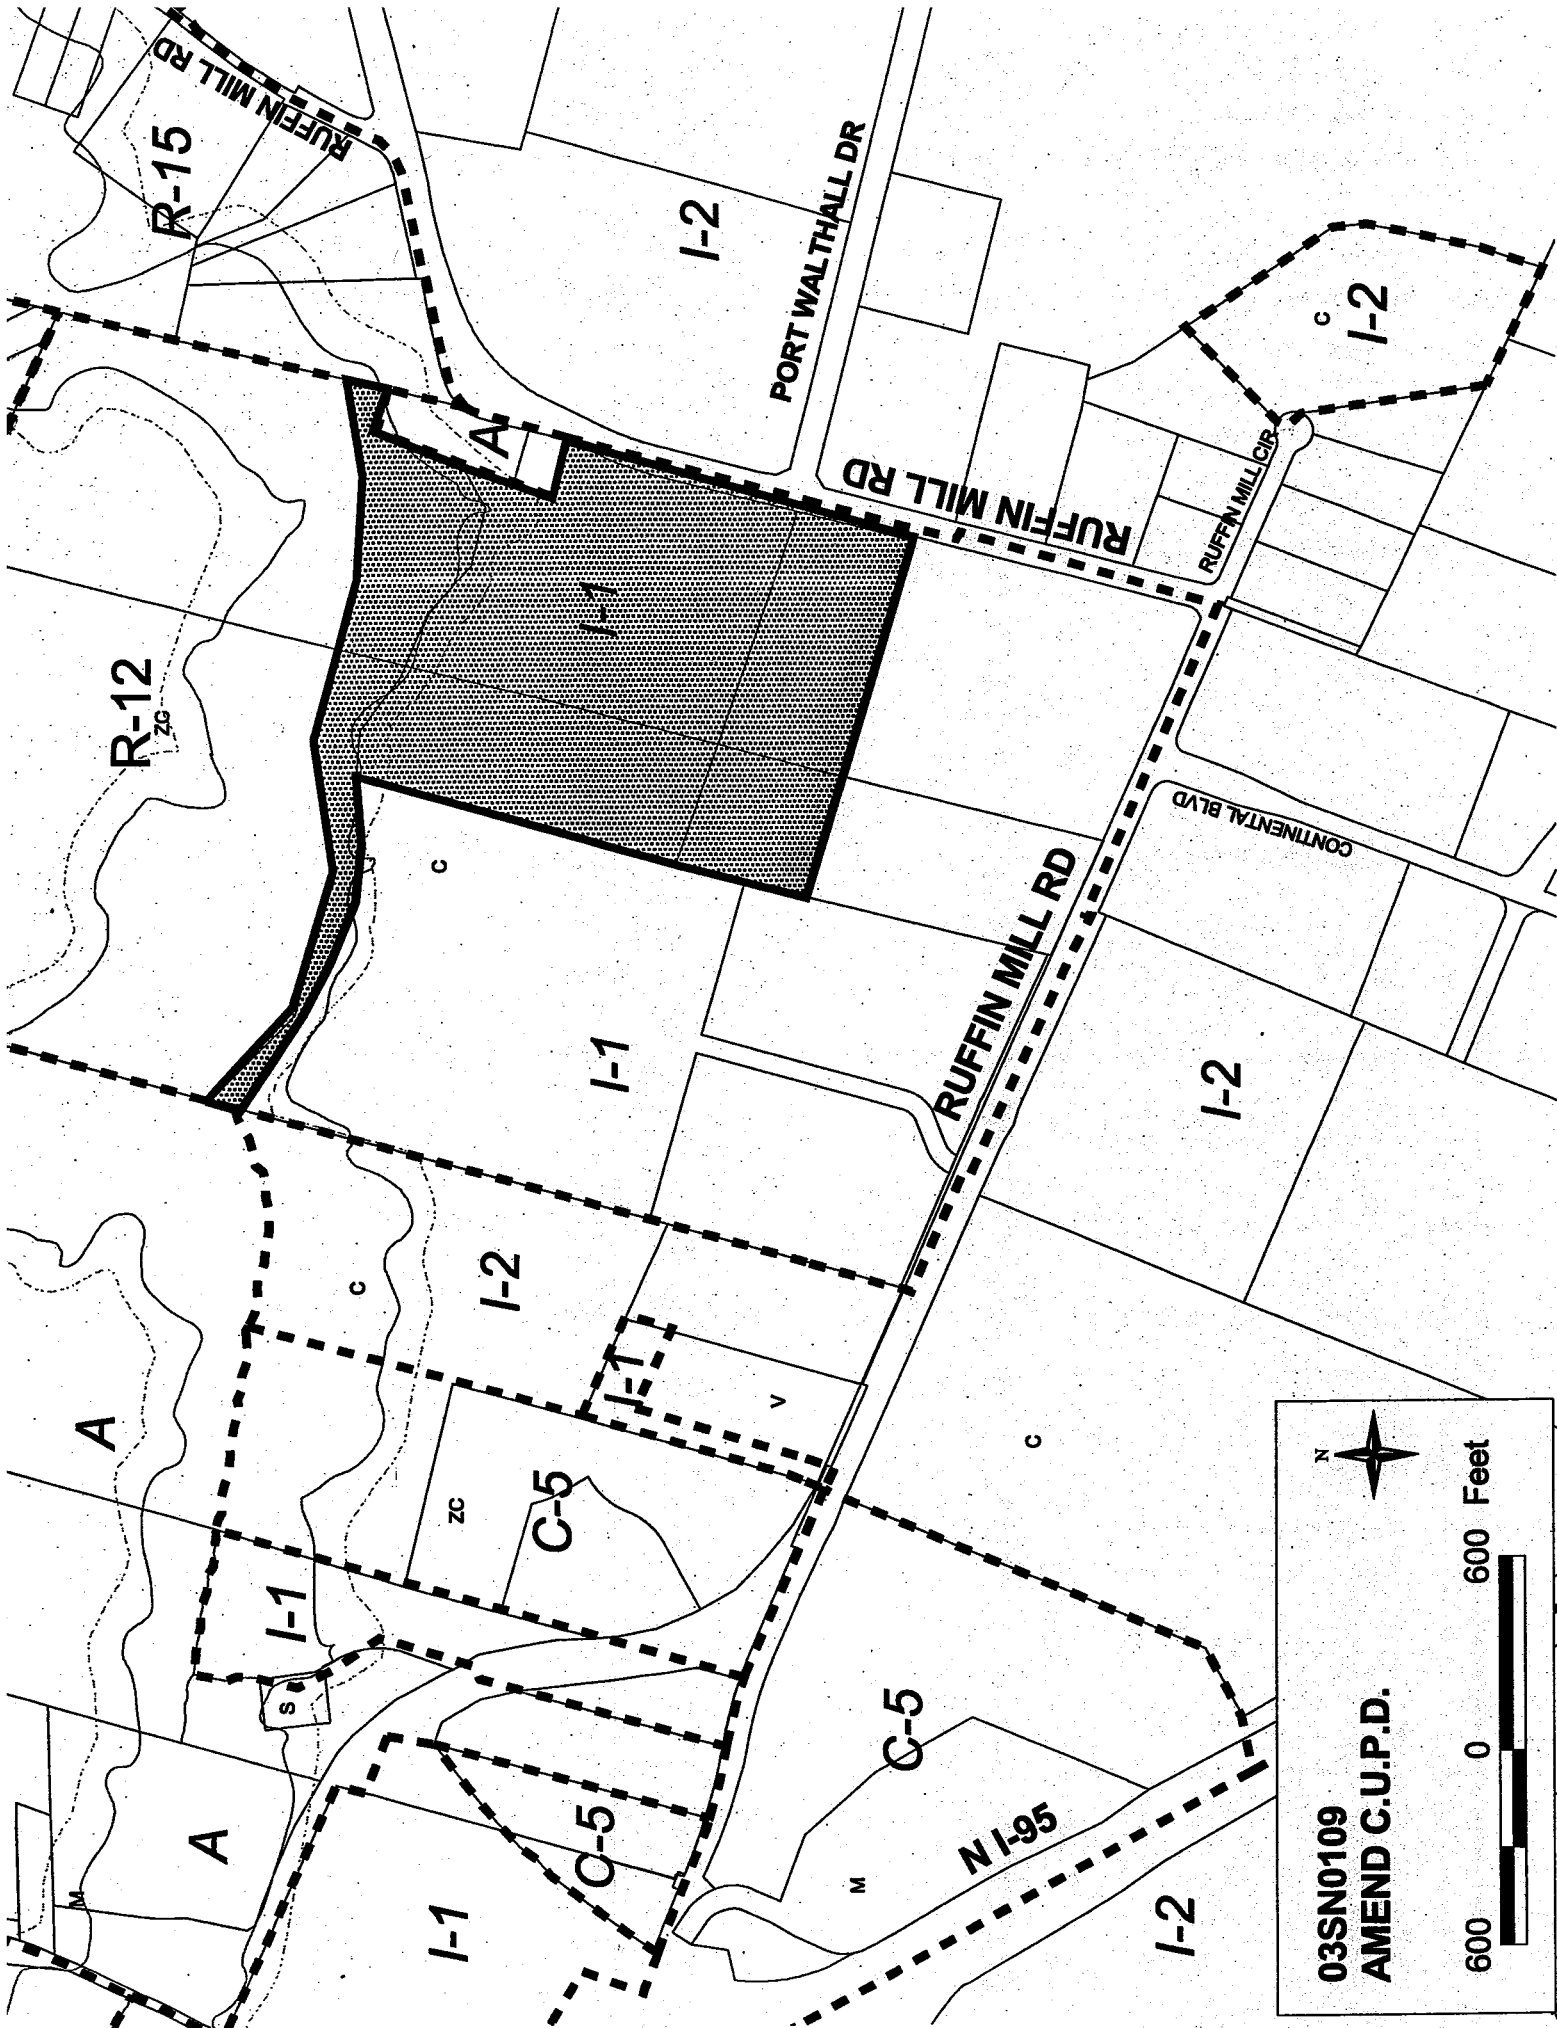 RUFFIN MILL RD
R-15
I-2
PORT WALTHALL DR
C
I-2
A
RUFFIN MILL RD
RUFFIN MILL CIR
I-1
R-12
ZC
C
CONTINENTAL BLVD
RUFFIN MILL RD
I-1
I-2
C
I-2
I-1
V
A
ZC
C-5
C
I-1
S
C-5
A
M
C-5
I-1
M
N I-95
I-2
03SN0109
AMEND C.U.P.D.
N
600 0 600 Feet